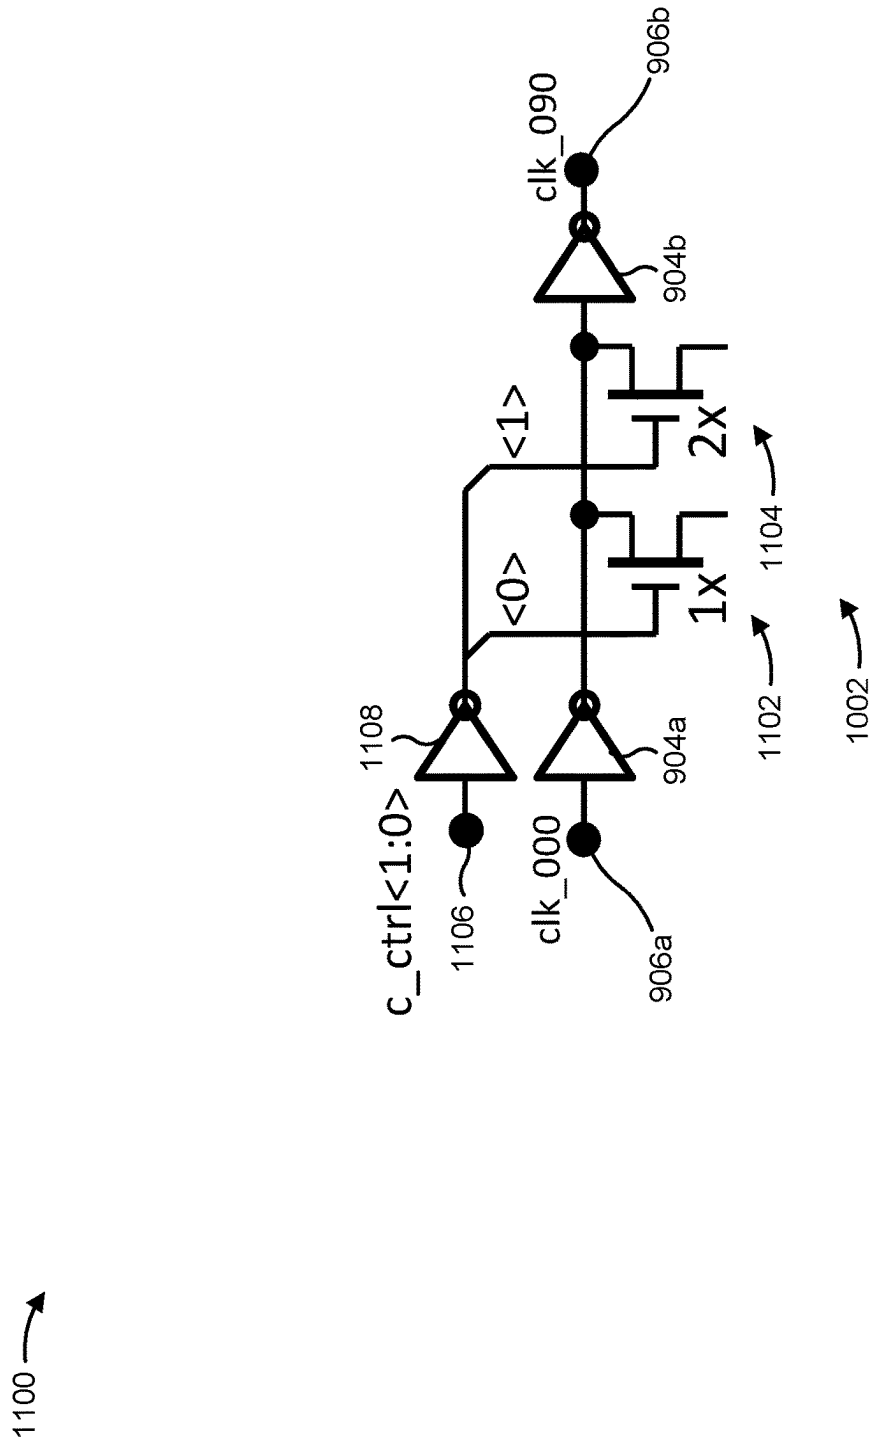 1100
c_ctrl<1:0>
1106
1108
<0>
<1>
clk_000
906a
904a
1x
2x
904b
clk_090
906b
1102
1104
1002